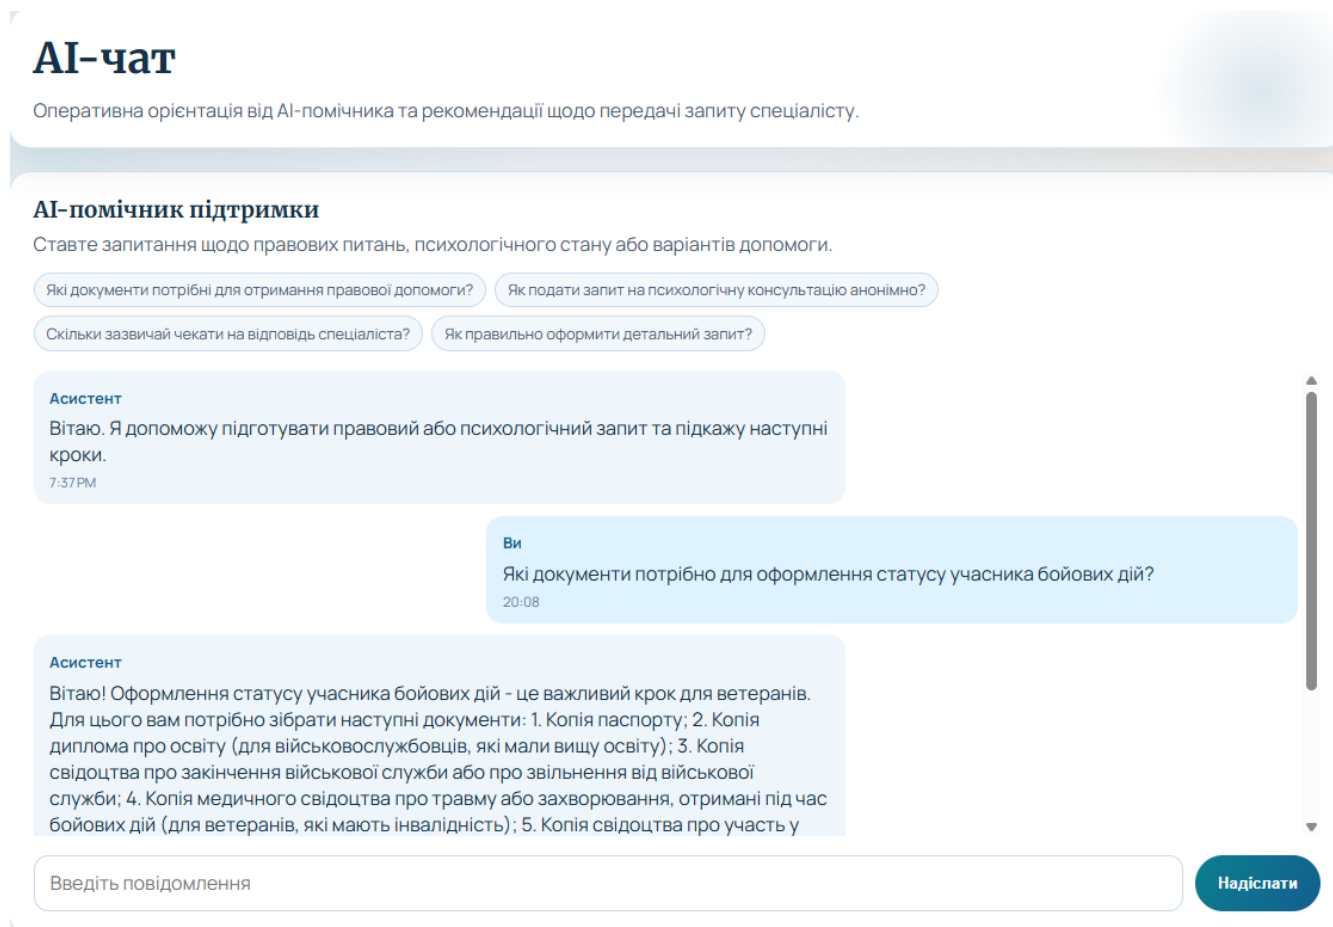 AI-чат
Оперативна орієнтація від AI-помічника та рекомендації щодо передачі запиту спеціалісту.
AI-помічник підтримки
Ставте запитання щодо правових питань, психологічного стану або варіантів допомоги.
Які документи потрібні для отримання правової допомоги?
Як подати запит на психологічну консультацію анонімно?
Скільки зазвичай чекати на відповідь спеціаліста?
Як правильно оформити детальний запит?
Асистент
Вітаю. Я допоможу підготувати правовий або психологічний запит та підкажу наступні
кроки.
7:37 PM
Ви
Які документи потрібно для оформлення статусу учасника бойових дій?
20:08
Асистент
Вітаю! Оформлення статусу учасника бойових дій - це важливий крок для ветеранів.
Для цього вам потрібно зібрати наступні документи: 1. Копія паспорту; 2. Копія
диплома про освіту (для військовослужбовців, які мали вищу освіту); 3. Копія
свідоцтва про закінчення військової служби або про звільнення від військової
служби; 4. Копія медичного свідоцтва про травму або захворювання, отримані під час
бойових дій (для ветеранів, які мають інвалідність); 5. Копія свідоцтва про участь у
Введіть повідомлення
Надіслати